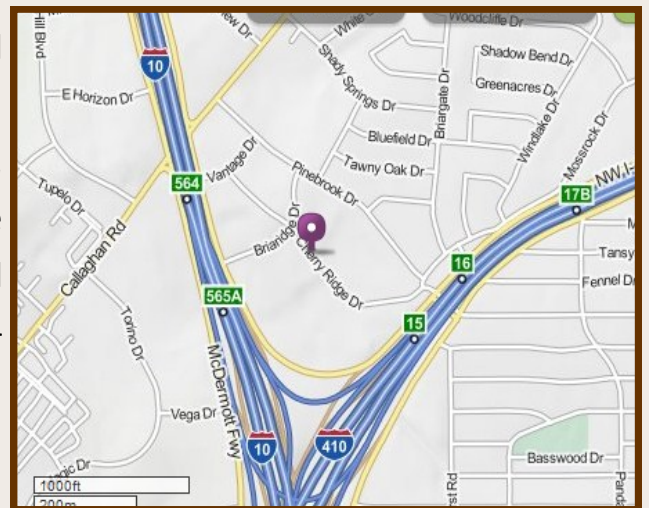 Woodcliffe Dr
Hill Blvd
10
Shady Springs Dr
Shadow Bend Dr
Greenacres Dr
E Horizon Dr
Briargate Dr
Windlake Dr
Mossrock Dr
Bluefield Dr
Vantage Dr
Pinebrook Dr
Tawny Oak Dr
NW I-
564
17B
Tupelo Dr
Callaghan Rd
Briaridge Dr
Cherry Ridge Dr
Tansy
16
Fennel Dr
565A
15
Torino Dr
McDermott Fwy
Vega Dr
10
410
Basswood Dr
1000ft
200m